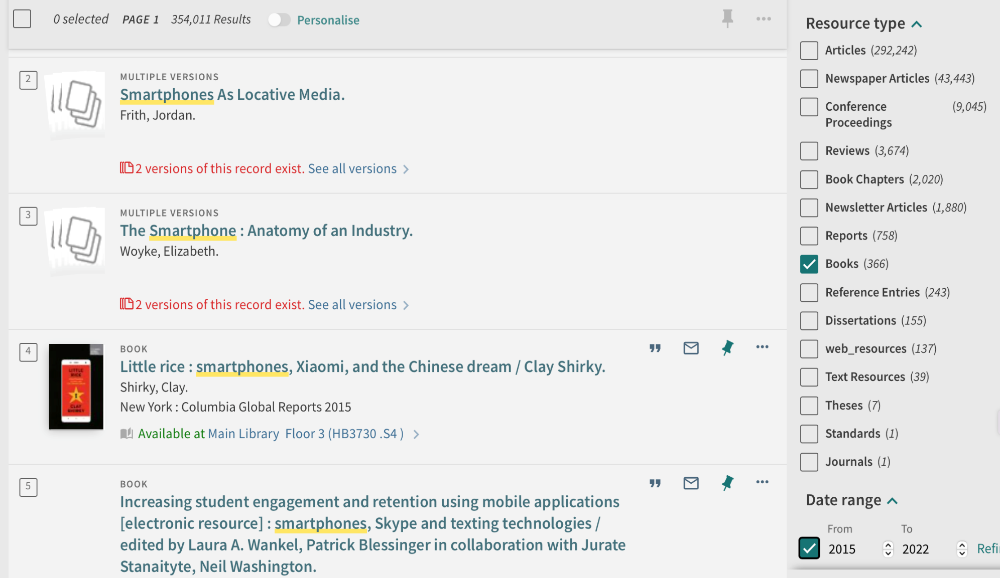 0 selected PAGE 1 354,011 Results Personalise
2
MULTIPLE VERSIONS
Smartphones As Locative Media.
Frith, Jordan.
2 versions of this record exist. See all versions
3
MULTIPLE VERSIONS
The Smartphone : Anatomy of an Industry.
Woyke, Elizabeth.
2 versions of this record exist. See all versions
4
LITTLE
RICE
CLAY
SHIRKY
BOOK
Little rice : smartphones, Xiaomi, and the Chinese dream / Clay Shirky.
Shirky, Clay.
New York : Columbia Global Reports 2015
Available at Main Library Floor 3 (HB3730 .S4 )
5
BOOK
Increasing student engagement and retention using mobile applications
[electronic resource] : smartphones, Skype and texting technologies /
edited by Laura A. Wankel, Patrick Blessinger in collaboration with Jurate
Stanaityte, Neil Washington.
Resource type
Articles (292,242)
Newspaper Articles (43,443)
Conference (9,045)
Proceedings
Reviews (3,674)
Book Chapters (2,020)
Newsletter Articles (1,880)
Reports (758)
Books (366)
Reference Entries (243)
Dissertations (155)
web_resources (137)
Text Resources (39)
Theses (7)
Standards (1)
Journals (1)
Date range
From To
2015 2022 Refi